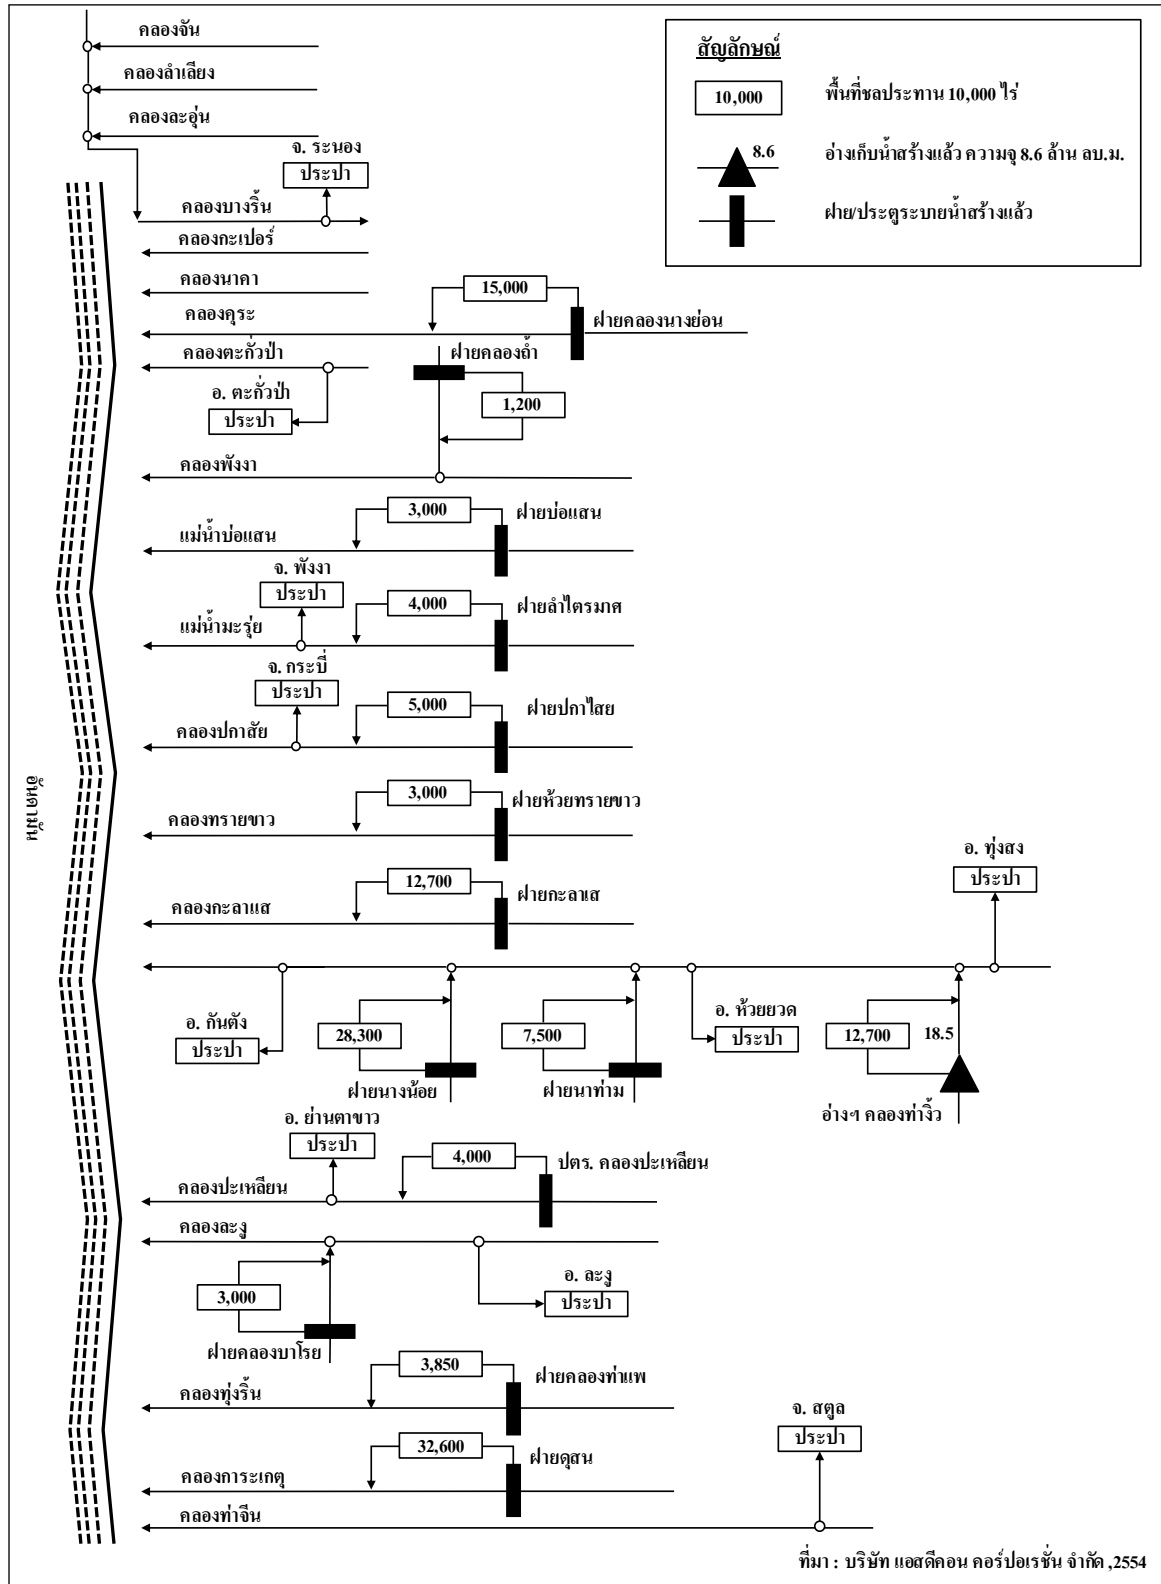 คลองจัน
คลองลำเลียง
คลองละอุ่น
สัญลักษณ์
10,000
พื้นที่ชลประทาน 10,000 ไร่
8.6
อ่างเก็บน้ำสร้างแล้ว ความจุ 8.6 ล้าน ลบ.ม.
ฝาย/ประตูระบายน้ำสร้างแล้ว
จ. ระนอง
ประปา
คลองบางริ้น
คลองกะเปอร์
คลองนาคา
15,000
คลองคุระ
ฝายคลองนางย่อน
คลองตะกั่วป่า
ฝายคลองถ้ำ
อ. ตะกั่วป่า
ประปา
1,200
คลองพังงา
3,000
ฝายบ่อแสน
แม่น้ำบ่อแสน
จ. พังงา
ประปา
4,000
ฝายลำไตรมาศ
แม่น้ำมะรุ่ย
จ. กระบี่
ประปา
5,000
ฝายปกาไสย
คลองปกาสัย
อันดามัน
3,000
ฝายห้วยทรายขาว
คลองทรายขาว
อ. ทุ่งสง
ประปา
12,700
ฝายกะลาเส
คลองกะลาแส
อ. กันตัง
ประปา
28,300
ฝายนางน้อย
7,500
ฝายนาท่าม
อ. ห้วยยวด
ประปา
12,700
18.5
อ่างฯ คลองท่างิ้ว
อ. ย่านตาขาว
ประปา
4,000
ปตร. คลองปะเหลียน
คลองปะเหลียน
คลองละงู
3,000
ฝายคลองบาโรย
อ. ละงู
ประปา
3,850
ฝายคลองท่าแพ
คลองทุ่งริ้น
จ. สตูล
ประปา
32,600
ฝายดุสน
คลองการะเกตุ
คลองท่าจีน
ที่มา : บริษัท แอสดีคอน คอร์ปอเรชั่น จำกัด ,2554